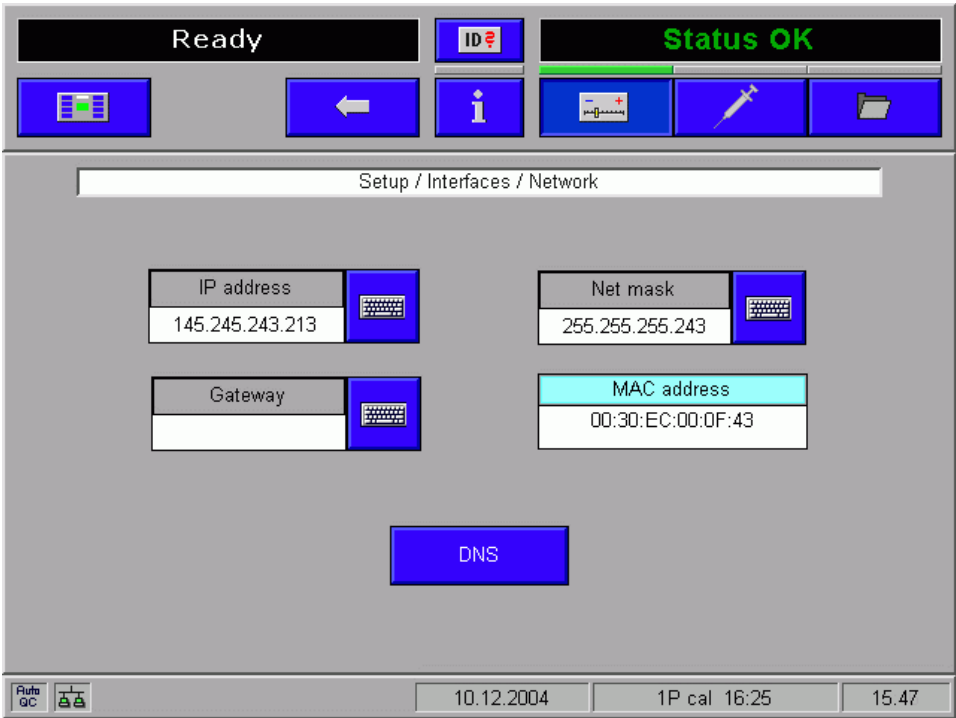 Ready
ID?
Status OK
i
- +
Setup / Interfaces / Network
IP address
145.245.243.213
Net mask
255.255.255.243
Gateway
MAC address
00:30:EC:00:0F:43
DNS
Auto
QC
10.12.2004
1P cal 16:25
15.47